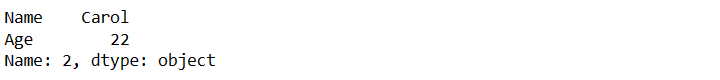 Name    Carol
Age        22
Name: 2, dtype: object